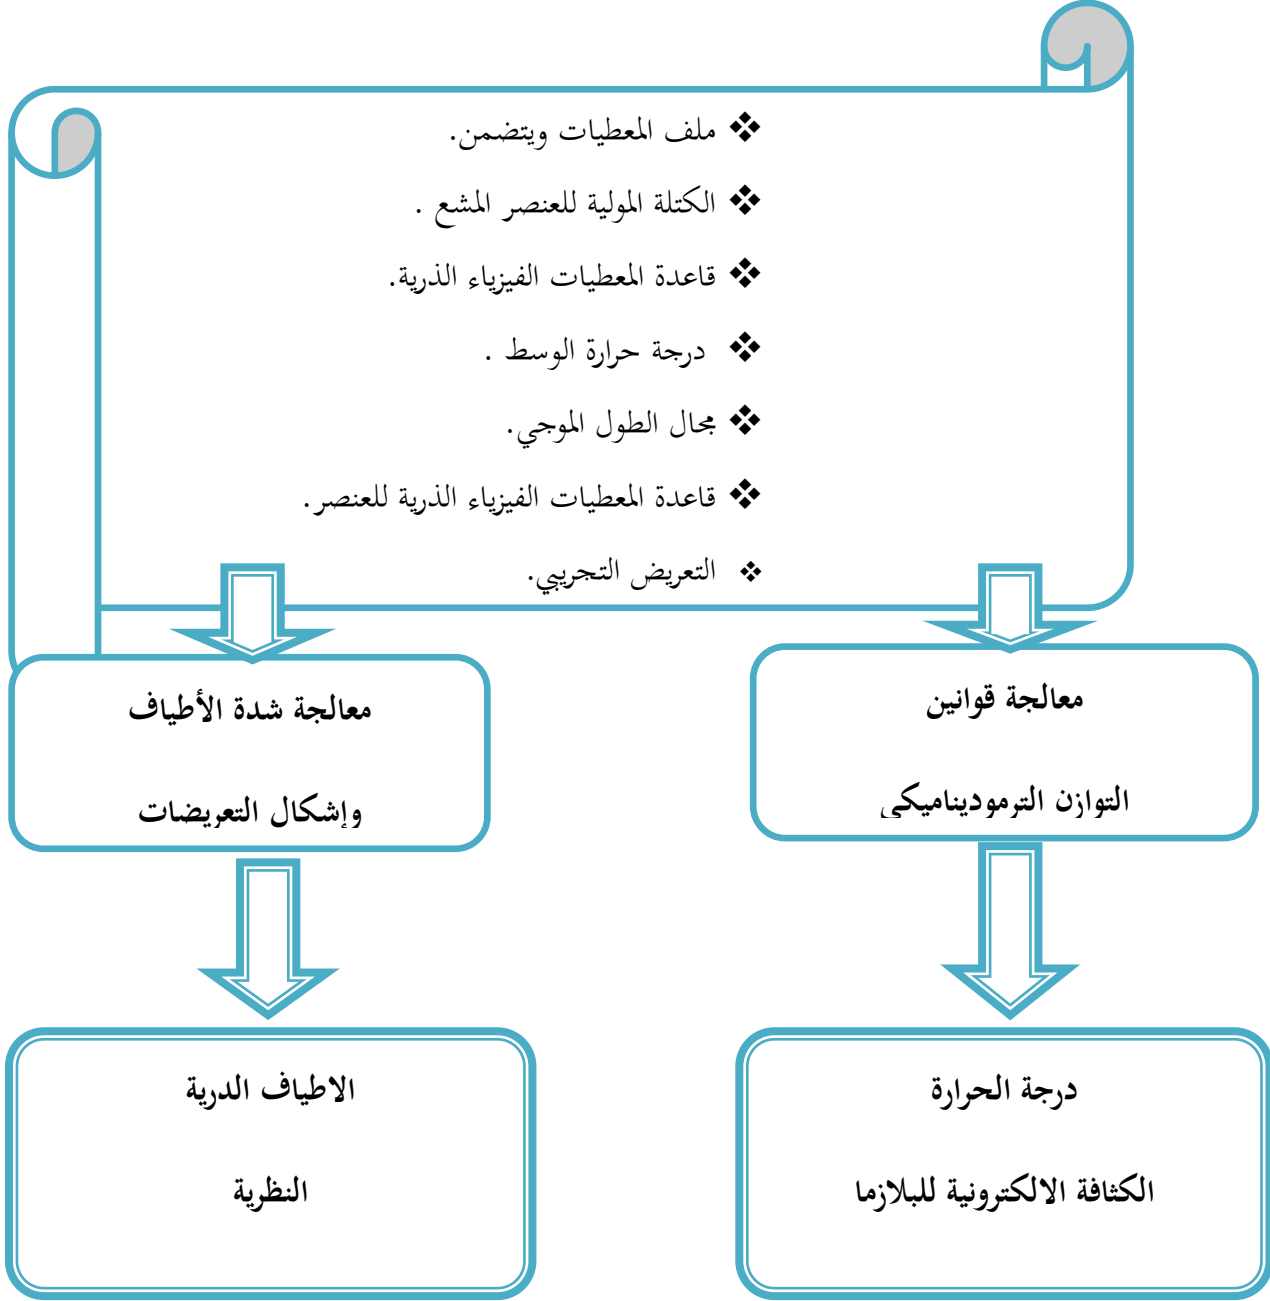 ❖ ملف المعطيات ويتضمن.
❖ الكتلة المولية للعنصر المشع .
❖ قاعدة المعطيات الفيزياء الذرية.
❖ درجة حرارة الوسط .
❖ مجال الطول الموجي.
❖ قاعدة المعطيات الفيزياء الذرية للعنصر.
❖ التعريض التجريبي.
معالجة قوانين
التوازن الترموديناميكي
معالجة شدة الأطياف
وإشكال التعريضات
درجة الحرارة
الكثافة الالكترونية للبلازما
الاطياف الدرية
النظرية